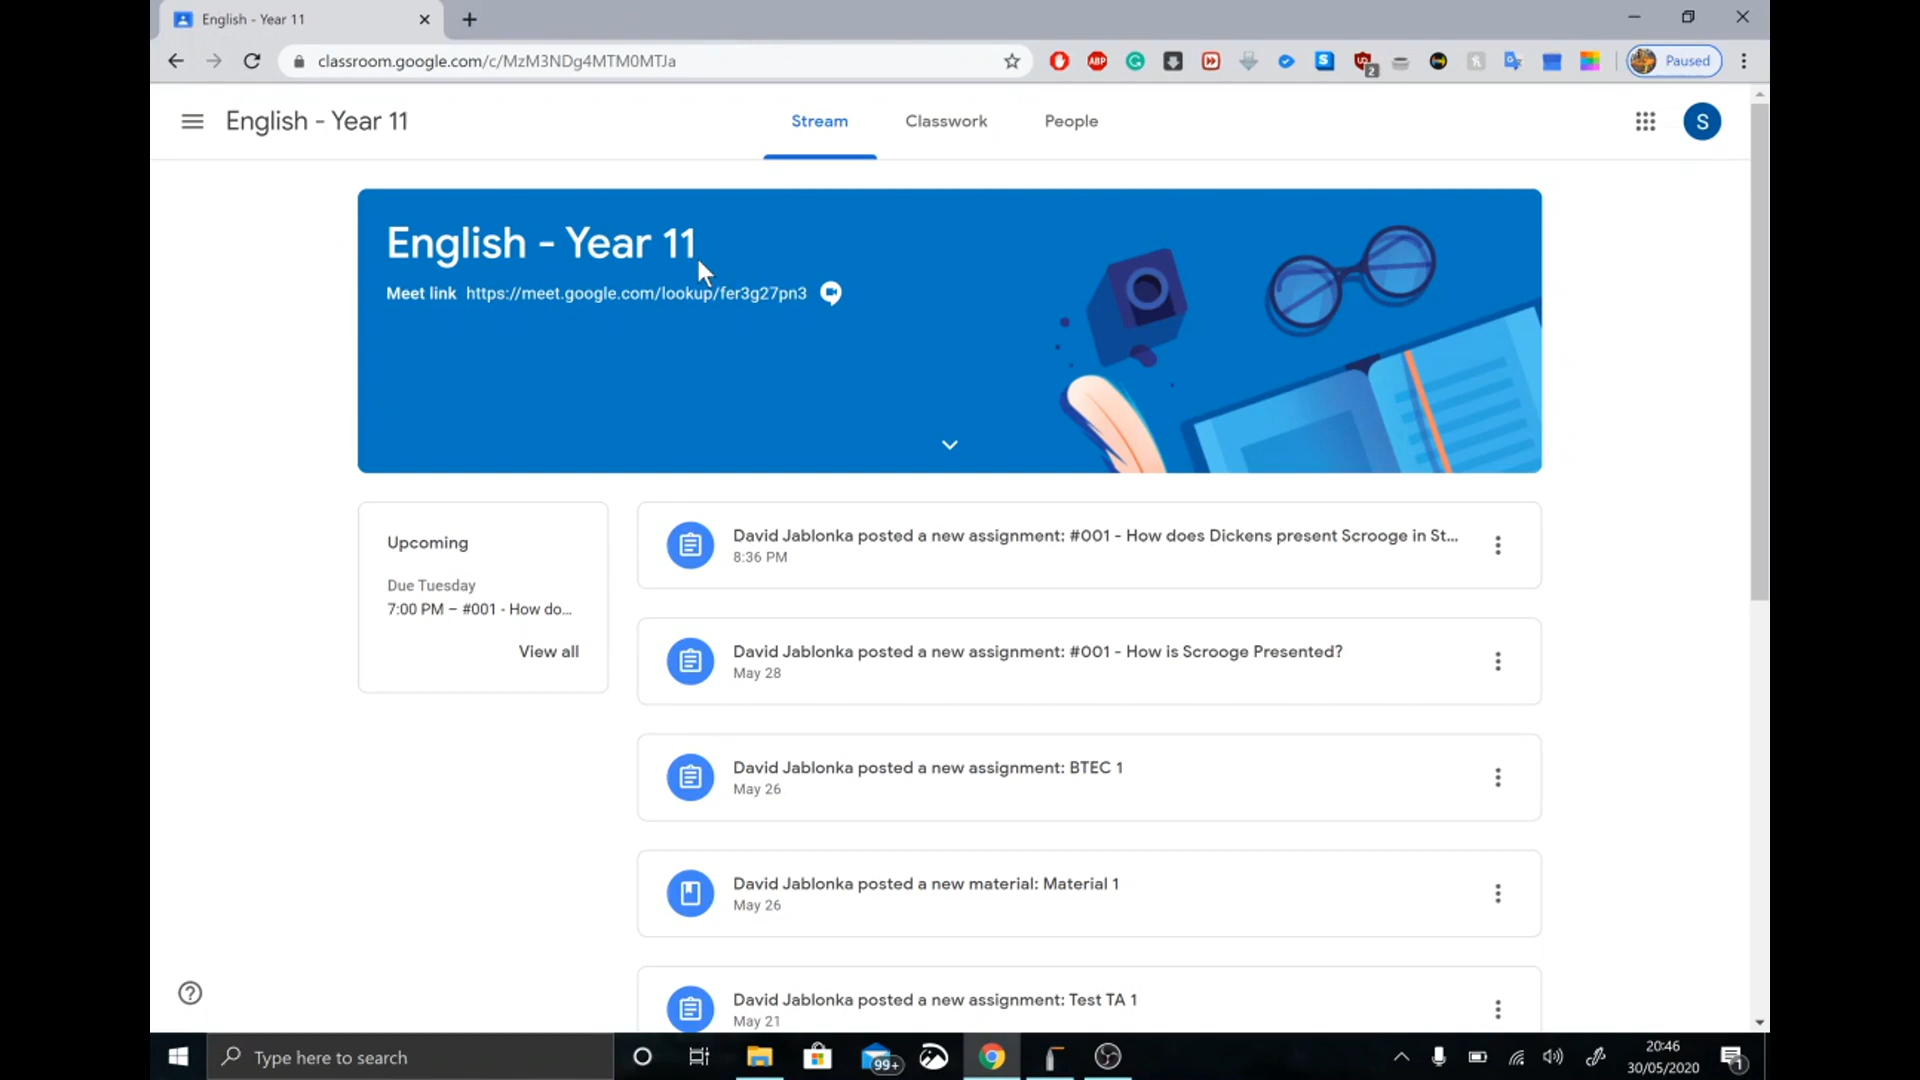 English - Year 11
classroom.google.com/c/MzM3NDg4MTM0MTJa
ABP
2
Paused
English - Year 11
Stream
Classwork
People
S
English - Year 11
Meet link https://meet.google.com/lookup/fer3g27pn3
Upcoming
Due Tuesday
7:00 PM – #001 - How do...
View all
David Jablonka posted a new assignment: #001 - How does Dickens present Scrooge in St...
8:36 PM
David Jablonka posted a new assignment: #001 - How is Scrooge Presented?
May 28
David Jablonka posted a new assignment: BTEC 1
May 26
David Jablonka posted a new material: Material 1
May 26
David Jablonka posted a new assignment: Test TA 1
May 21
Type here to search
99+
20:46
30/05/2020
1